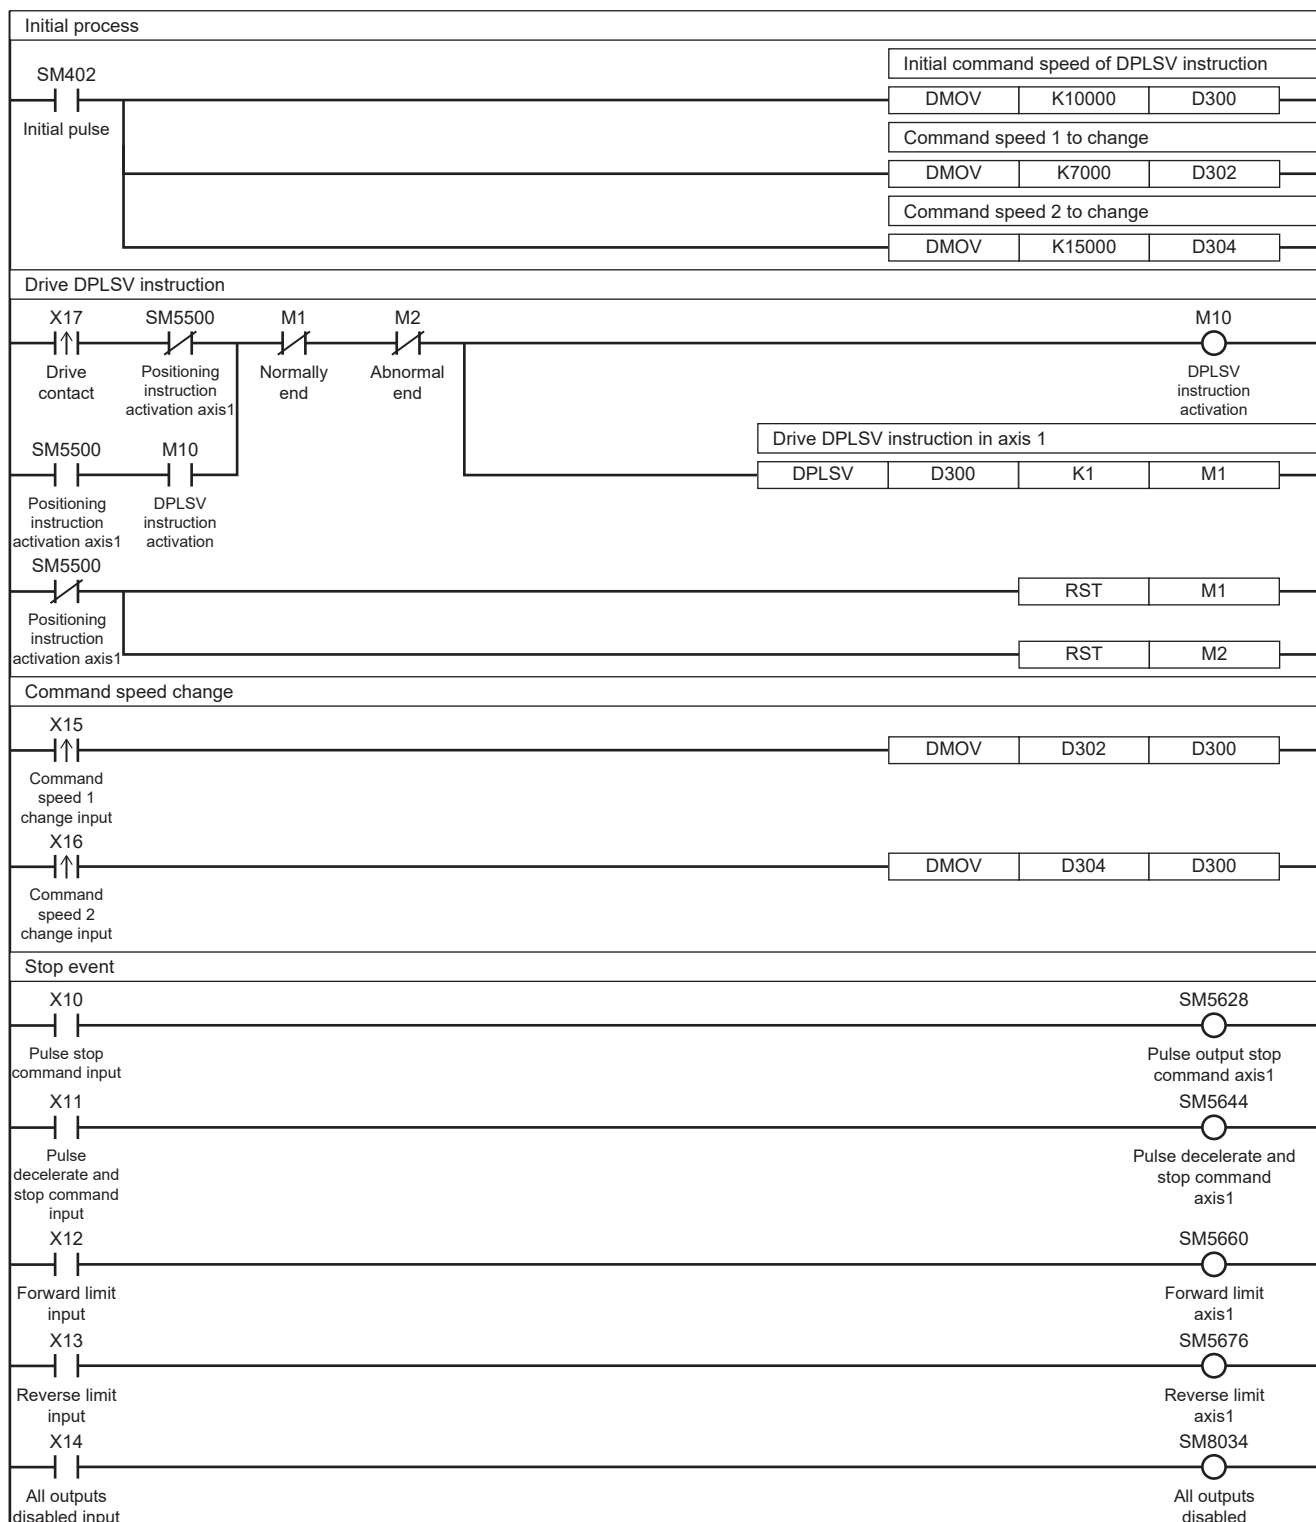 Initial process
Initial command speed of DPLSV instruction
SM402
DMOV K10000 D300
Initial pulse
Command speed 1 to change
DMOV K7000 D302
Command speed 2 to change
DMOV K15000 D304
Drive DPLSV instruction
X17 SM5500 M1 M2 M10
Drive contact
Positioning instruction activation axis1
Normally end
Abnormal end
DPLSV instruction activation
Drive DPLSV instruction in axis 1
SM5500 M10
DPLSV D300 K1 M1
Positioning instruction activation axis1
DPLSV instruction activation
SM5500
RST M1
Positioning instruction activation axis1
RST M2
Command speed change
X15
DMOV D302 D300
Command speed 1 change input
X16
DMOV D304 D300
Command speed 2 change input
Stop event
X10 SM5628
Pulse stop command input
Pulse output stop command axis1
X11 SM5644
Pulse decelerate and stop command input
Pulse decelerate and stop command axis1
X12 SM5660
Forward limit input
Forward limit axis1
X13 SM5676
Reverse limit input
Reverse limit axis1
X14 SM8034
All outputs disabled input
All outputs disabled